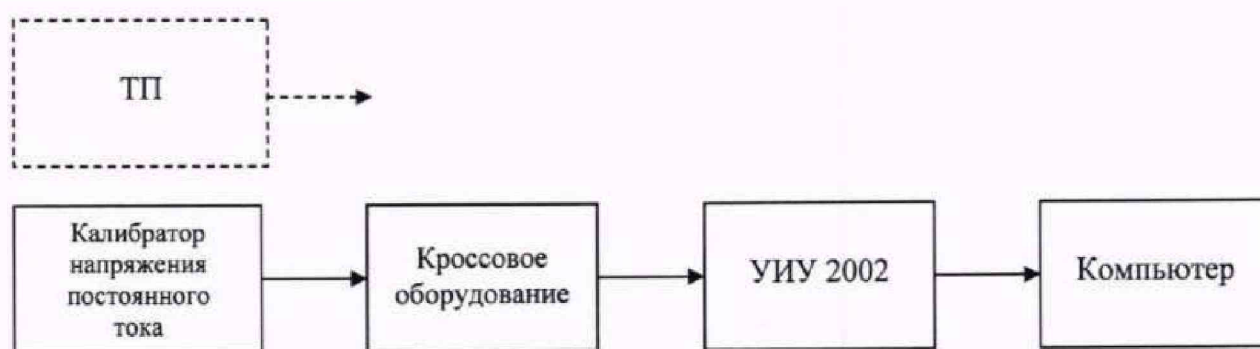 ТП
Калибратор
напряжения
постоянного
тока
Кроссовое
оборудование
УИУ 2002
Компьютер